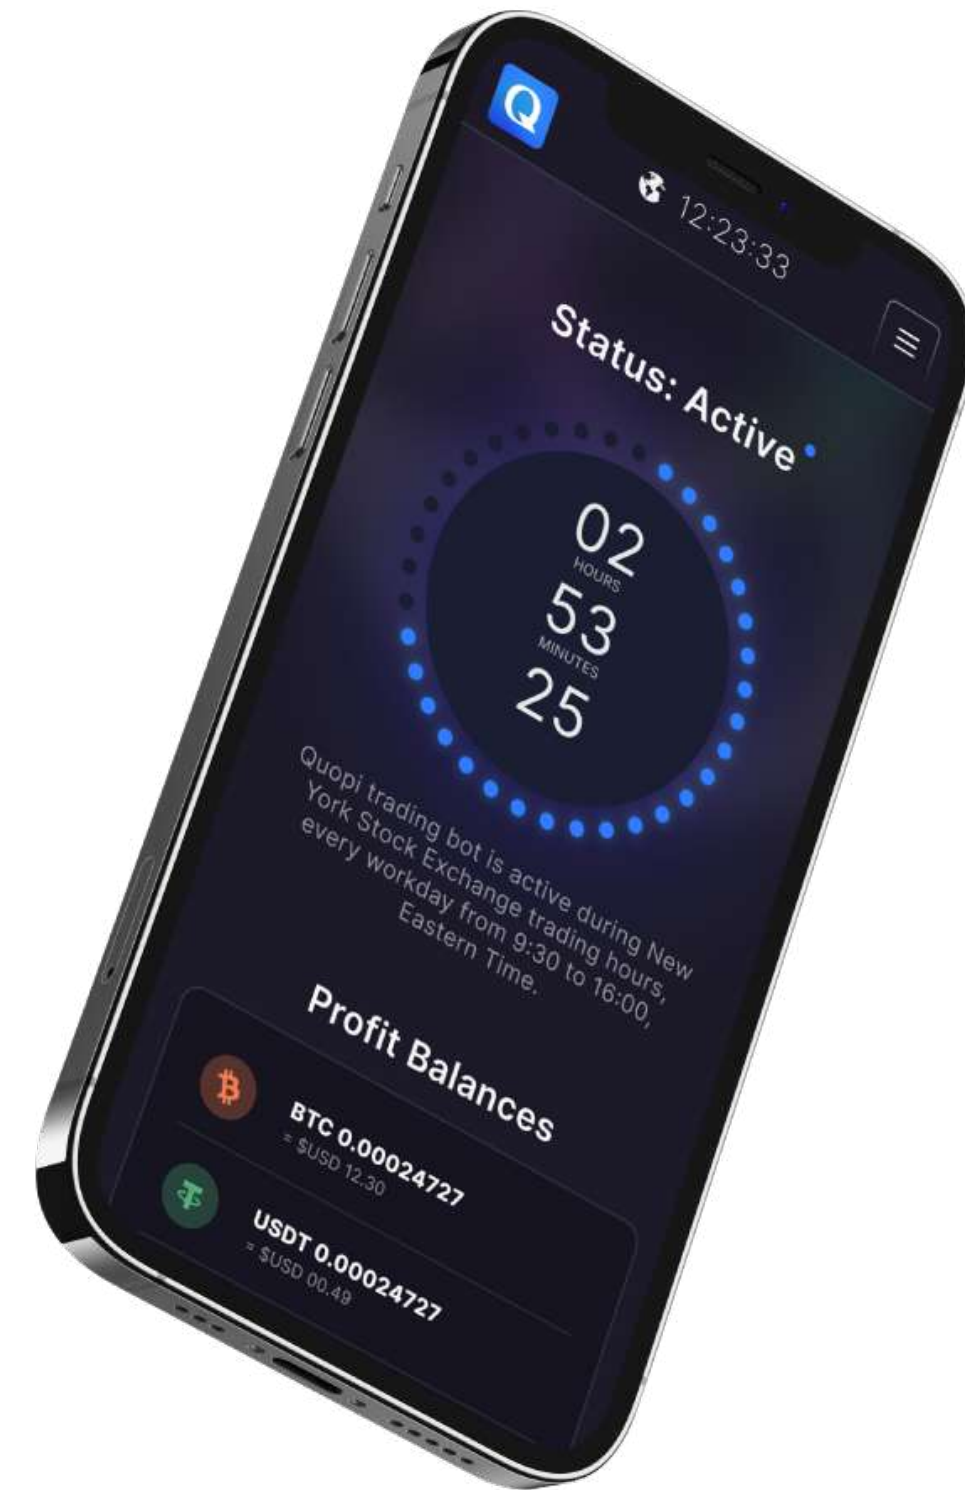 Q
12:23:33
Status: Active
02
HOURS
53
MINUTES
25
Quopi trading bot is active during New
York Stock Exchange trading hours,
every workday from 9:30 to 16:00,
Eastern Time.
Profit Balances
BTC 0.00024727
= $USD 12.30
USDT 0.00024727
= $USD 00.49